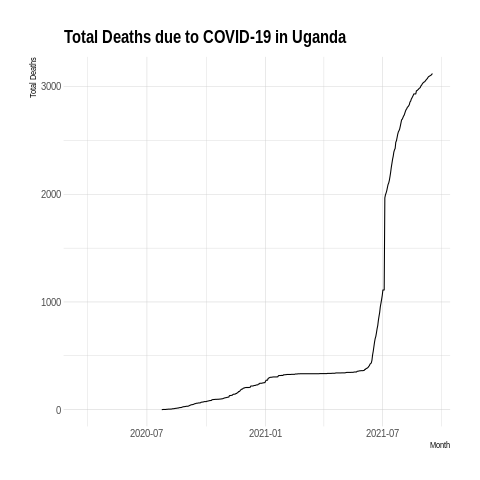 Total Deaths due to COVID-19 in Uganda
Total Deaths
3000
2000
1000
0
2020-07
2021-01
2021-07
Month